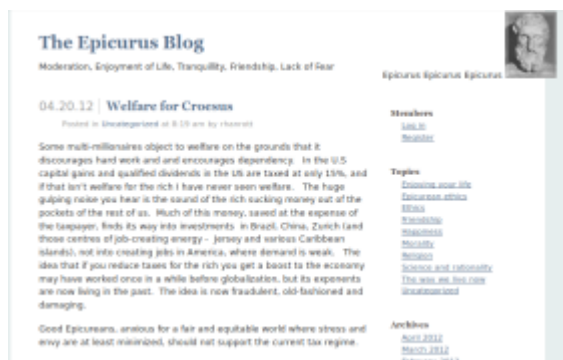 The Epicurus Blog
Moderation, Enjoyment of Life, Tranquillity, Friendship, Lack of Fear
Epicurus Epicurus Epicurus
04.20.12 | Welfare for Croesus
Posted in Uncategorized at 8:15 am by
Some multi-millionaires object to welfare on the grounds that it
discourages hard work and and encourages dependency. In the U.S
capital gains and qualified dividends in the US are taxed at only 15%, and
if that isn't welfare for the rich I have never seen welfare. The huge
gulping noise you hear is the sound of the rich sucking money out of the
pockets of the rest of us. Much of this money, saved at the expense of
the taxpayer, finds its way into investments in Brazil, China, Zurich (and
those centres of job-creating energy - Jersey and various Caribbean
islands), not into creating jobs in America, where demand is weak. The
idea that if you reduce taxes for the rich you get a boost to the economy
may have worked once in a while before globalization, but its exponents
are now living in the past. The idea is now fraudulent, old-fashioned and
damaging.
Good Epicureans, anxious for a fair and equitable world where stress and
envy are at least minimized, should not support the current tax regime.
Members
Log in
Register
Topics
Enjoying your life
Epicurean ethics
Ethics
Friendship
Happiness
Morality
Religion
Science and rationality
The way we live now
Uncategorized
Archives
April 2012
March 2012